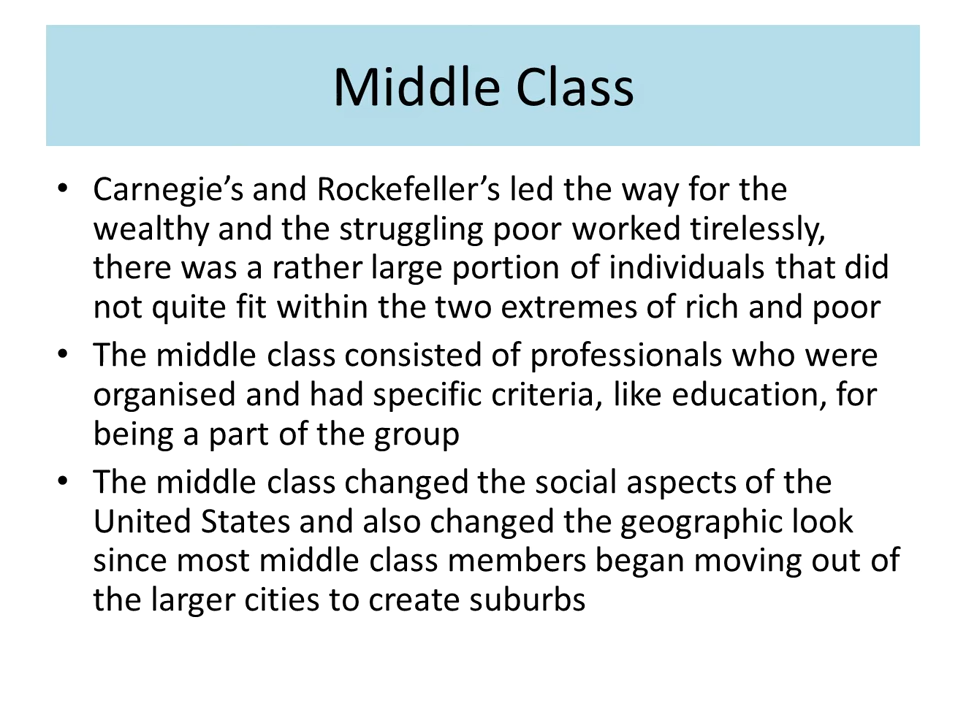 Middle Class
• Carnegie’s and Rockefeller’s led the way for the
wealthy and the struggling poor worked tirelessly,
there was a rather large portion of individuals that did
not quite fit within the two extremes of rich and poor
• The middle class consisted of professionals who were
organised and had specific criteria, like education, for
being a part of the group
• The middle class changed the social aspects of the
United States and also changed the geographic look
since most middle class members began moving out of
the larger cities to create suburbs